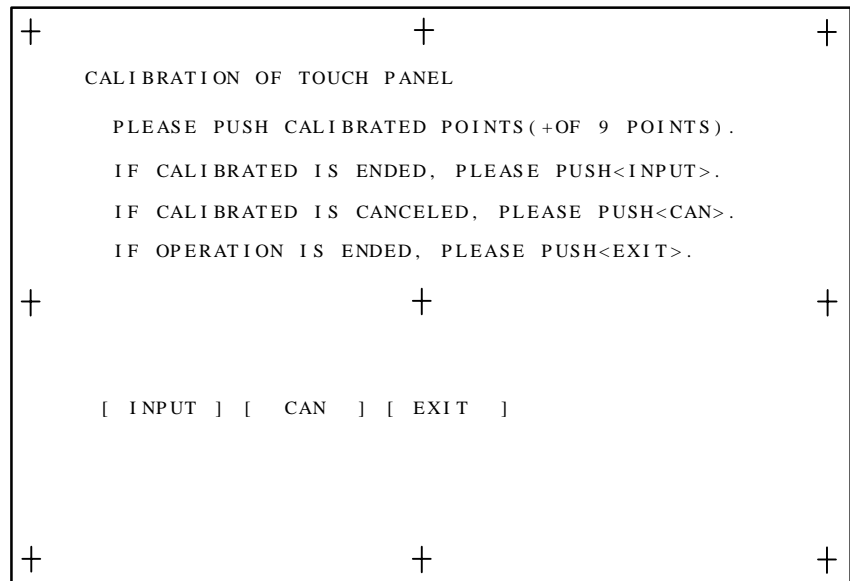 CALIBRATION OF TOUCH PANEL
PLEASE PUSH CALIBRATED POINTS(+OF 9 POINTS).
IF CALIBRATED IS ENDED, PLEASE PUSH<INPUT>.
IF CALIBRATED IS CANCELED, PLEASE PUSH<CAN>.
IF OPERATION IS ENDED, PLEASE PUSH<EXIT>.
[ INPUT ] [ CAN ] [ EXIT ]